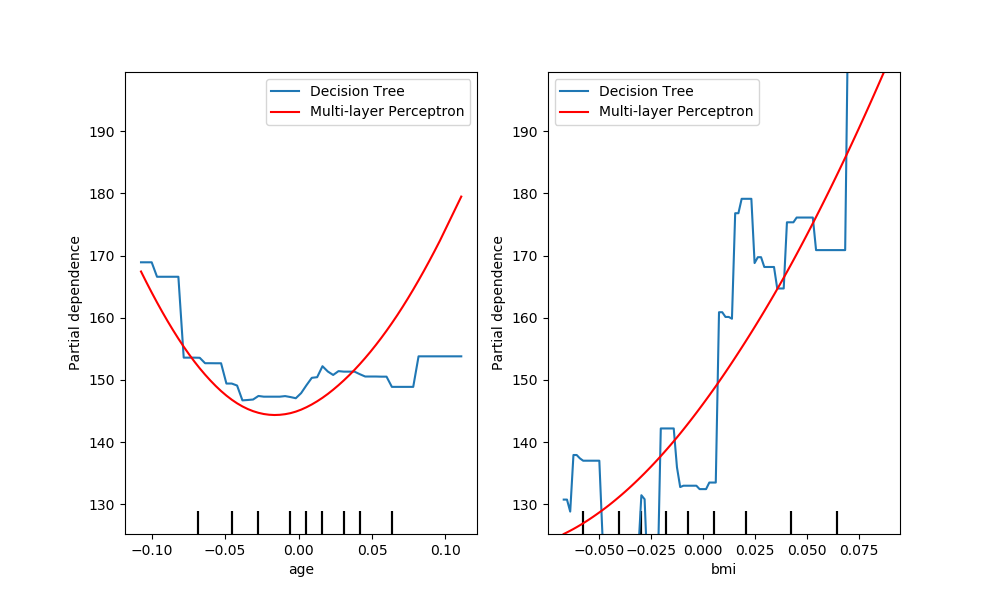 Decision Tree
Multi-layer Perceptron
190
180
170
160
150
140
130
Partial dependence
−0.10 −0.05 0.00 0.05 0.10
age
Decision Tree
Multi-layer Perceptron
190
180
170
160
150
140
130
Partial dependence
−0.050 −0.025 0.000 0.025 0.050 0.075
bmi